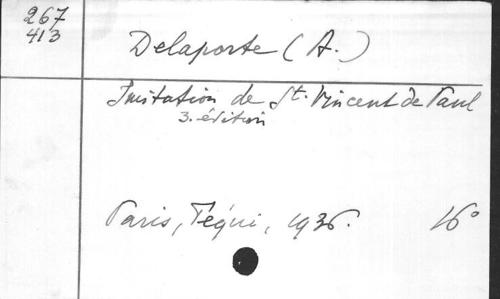 267
413
Delaporte (A.)
Imitation de St. Vincent de Paul
3. édition
Paris, Téqui, 1936. 16°